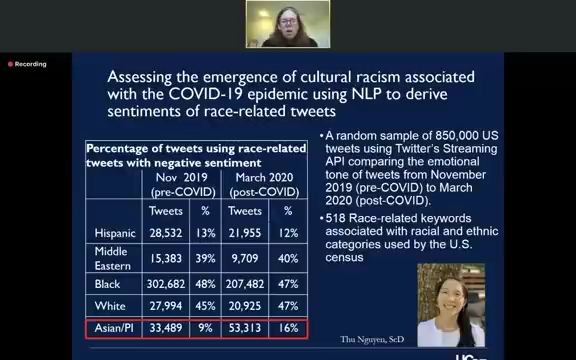 Recording
Assessing the emergence of cultural racism associated
with the COVID-19 epidemic using NLP to derive
sentiments of race-related tweets
Percentage of tweets using race-related
tweets with negative sentiment
Nov 2019 March 2020
(pre-COVID) (post-COVID)
Tweets % Tweets %
Hispanic 28,532 13% 21,955 12%
Middle
Eastern 15,383 39% 9,709 40%
Black 302,682 48% 207,482 47%
White 27,994 45% 20,925 47%
Asian/PI 33,489 9% 53,313 16%
• A random sample of 850,000 US
tweets using Twitter's Streaming
API comparing the emotional
tone of tweets from November
2019 (pre-COVID) to March
2020 (post-COVID).
• 518 Race-related keywords
associated with racial and ethnic
categories used by the U.S.
census
Thu Nguyen, ScD